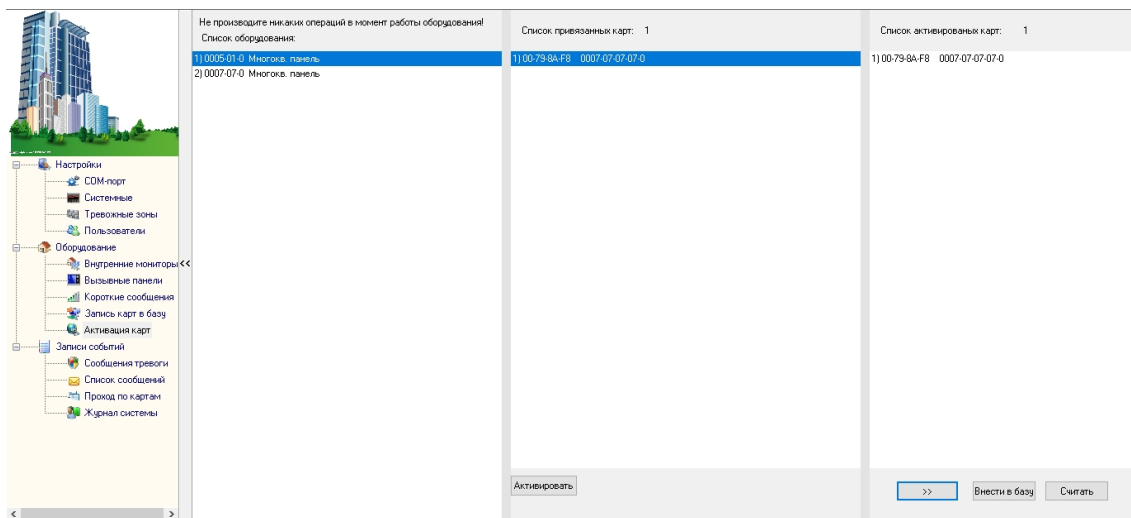 Не производите никаких операций в момент работы оборудования!
Список оборудования:
1) 0005-01-0 Многокв. панель
2) 0007-07-0 Многокв. панель
Список привязанных карт: 1
1) 00-79-8A-F8 0007-07-07-07-0
Активировать
Список активированых карт: 1
1) 00-79-8A-F8 0007-07-07-07-0
>>
Внести в базу
Считать
Настройки
COM-порт
Системные
Тревожные зоны
Пользователи
Оборудование
Внутренние мониторы
<<
Вызывные панели
Короткие сообщения
Запись карт в базу
Активация карт
Записи событий
Сообщения тревоги
Список сообщений
Проход по картам
Журнал системы